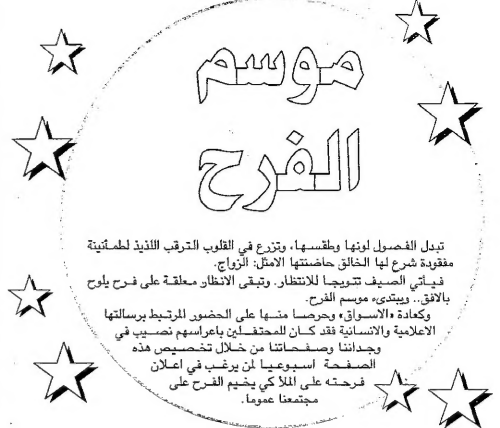 موسم
الفرح
تبدل الفصول لونها وطقسها، وتزرع في القلوب الترقب اللذيذ لطمأنينة
مفقودة شرع لها الخالق حاضنتها الامثل: الزواج.
فيأتي الصيف تتويجا للانتظار. وتبقى الانظار معلقة على فرح يلوح
بالافق.. ويبتدىء موسم الفرح.
وكعادة «الاسواق» وحرصا منها على الحضور المرتبط برسالتها
الاعلامية والانسانية فقد كان للمحتفلين باعراسهم نصيب في
وجداننا وصفحاتنا من خلال تخصيص هذه
الصفحة اسبوعيا لمن يرغب في اعلان
فرحته على الملأ كي يخيم الفرح على
مجتمعنا عموما.